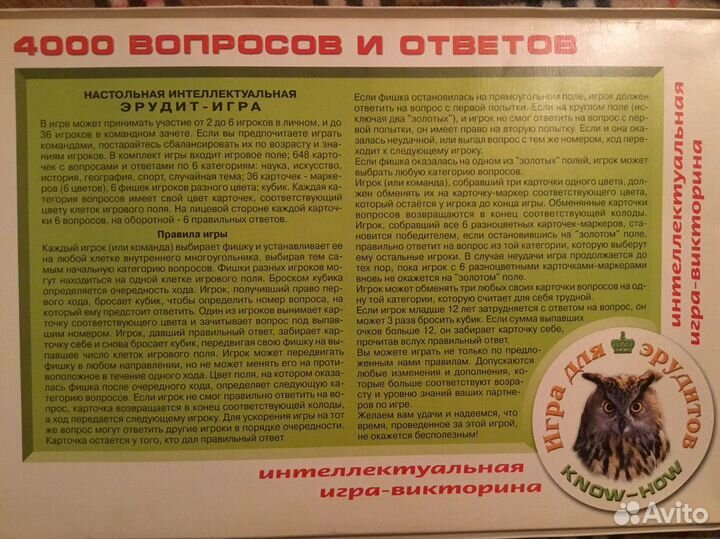 4000 ВОПРОСОВ И ОТВЕТОВ
НАСТОЛЬНАЯ ИНТЕЛЛЕКТУАЛЬНАЯ
ЭРУДИТ-ИГРА
В игре может принимать участие от 2 до 6 игроков в личном, и до
36 игроков в командном зачете. Если вы предпочитаете играть
командами, постарайтесь сбалансировать их по возрасту и зна-
ниям игроков. В комплект игры входит игровое поле; 648 карто-
чек с вопросами и ответами по 6 категориям: наука, искусство,
история, география, спорт, случайная тема; 36 карточек - марке-
ров (6 цветов), 6 фишек игроков разного цвета; кубик. Каждая ка-
тегория вопросов имеет свой цвет карточек, соответствующий
цвету клеток игрового поля. На лицевой стороне каждой карточ-
ки 6 вопросов, на оборотной - 6 правильных ответов.
Правила игры
Каждый игрок (или команда) выбирает фишку и устанавливает ее
на любой клетке внутреннего многоугольника, выбирая тем са-
мым начальную категорию вопросов. Фишки разных игроков мо-
гут находиться на одной клетке игрового поля. Броском кубика
определяется очередность хода. Игрок, получивший право пер-
вого хода, бросает кубик, чтобы определить номер вопроса, на
который ему предстоит ответить. Один из игроков вынимает кар-
точку соответствующего цвета и зачитывает вопрос под выпав-
шим номером. Игрок, давший правильный ответ, забирает кар-
точку себе и снова бросает кубик, передвигая свою фишку на вы-
павшее число клеток игрового поля. Игрок может передвигать
фишку в любом направлении, но не может менять его на проти-
воположное в течение одного хода. Цвет поля, на котором оказа-
лась фишка после очередного хода, определяет следующую ка-
тегорию вопросов. Если игрок не смог правильно ответить на во-
прос, карточка возвращается в конец соответствующей колоды,
а ход передается следующему игроку. Для ускорения игры на тот
же вопрос могут ответить другие игроки в порядке очередности.
Карточка остается у того, кто дал правильный ответ.
Если фишка остановилась на прямоугольном поле, игрок должен
ответить на вопрос с первой попытки. Если на круглом поле (ис-
ключая два "золотых"), и игрок не смог ответить на вопрос с пер-
вой попытки, он имеет право на вторую попытку. Если и она ока-
залась неудачной, или выпал вопрос с тем же номером, ход пере-
ходит к следующему игроку.
Если фишка оказалась на одном из "золотых" полей, игрок может
выбрать любую категорию вопросов.
Игрок (или команда), собравший три карточки одного цвета, дол-
жен обменять их на карточку-маркер соответствующего цвета,
который остаётся у игрока до конца игры. Обменянные карточки
вопросов возвращаются в конец соответствующей колоды.
Игрок, собравший все 6 разноцветных карточек-маркеров, ста-
новится победителем, если остановившись на "золотом" поле,
правильно ответит на вопрос из той категории, которую выберут
ему остальные игроки. В случае неудачи игра продолжается до
тех пор, пока игрок с 6 разноцветными карточками-маркерами
вновь не окажется на "золотом" поле.
Игрок может обменять три любых своих карточки вопросов на од-
ну той категории, которую считает для себя трудной.
Если игрок младше 12 лет затрудняется с ответом на вопрос, он
может 3 раза бросить кубик. Если сумма выпавших
очков больше 12, он забирает карточку себе,
прочитав вслух правильный ответ.
Вы можете играть не только по предло-
женным нами правилам. Допускаются
любые изменения и дополнения, ко-
торые больше соответствуют возра-
сту и уровню знаний ваших партне-
ров по игре.
Желаем вам удачи и надеемся, что
время, проведенное за этой игрой,
не окажется бесполезным!
интеллектуальная
игра-викторина
интеллектуальная
игра-викторина
Игра для эрудитов
KNOW-HOW
Avito